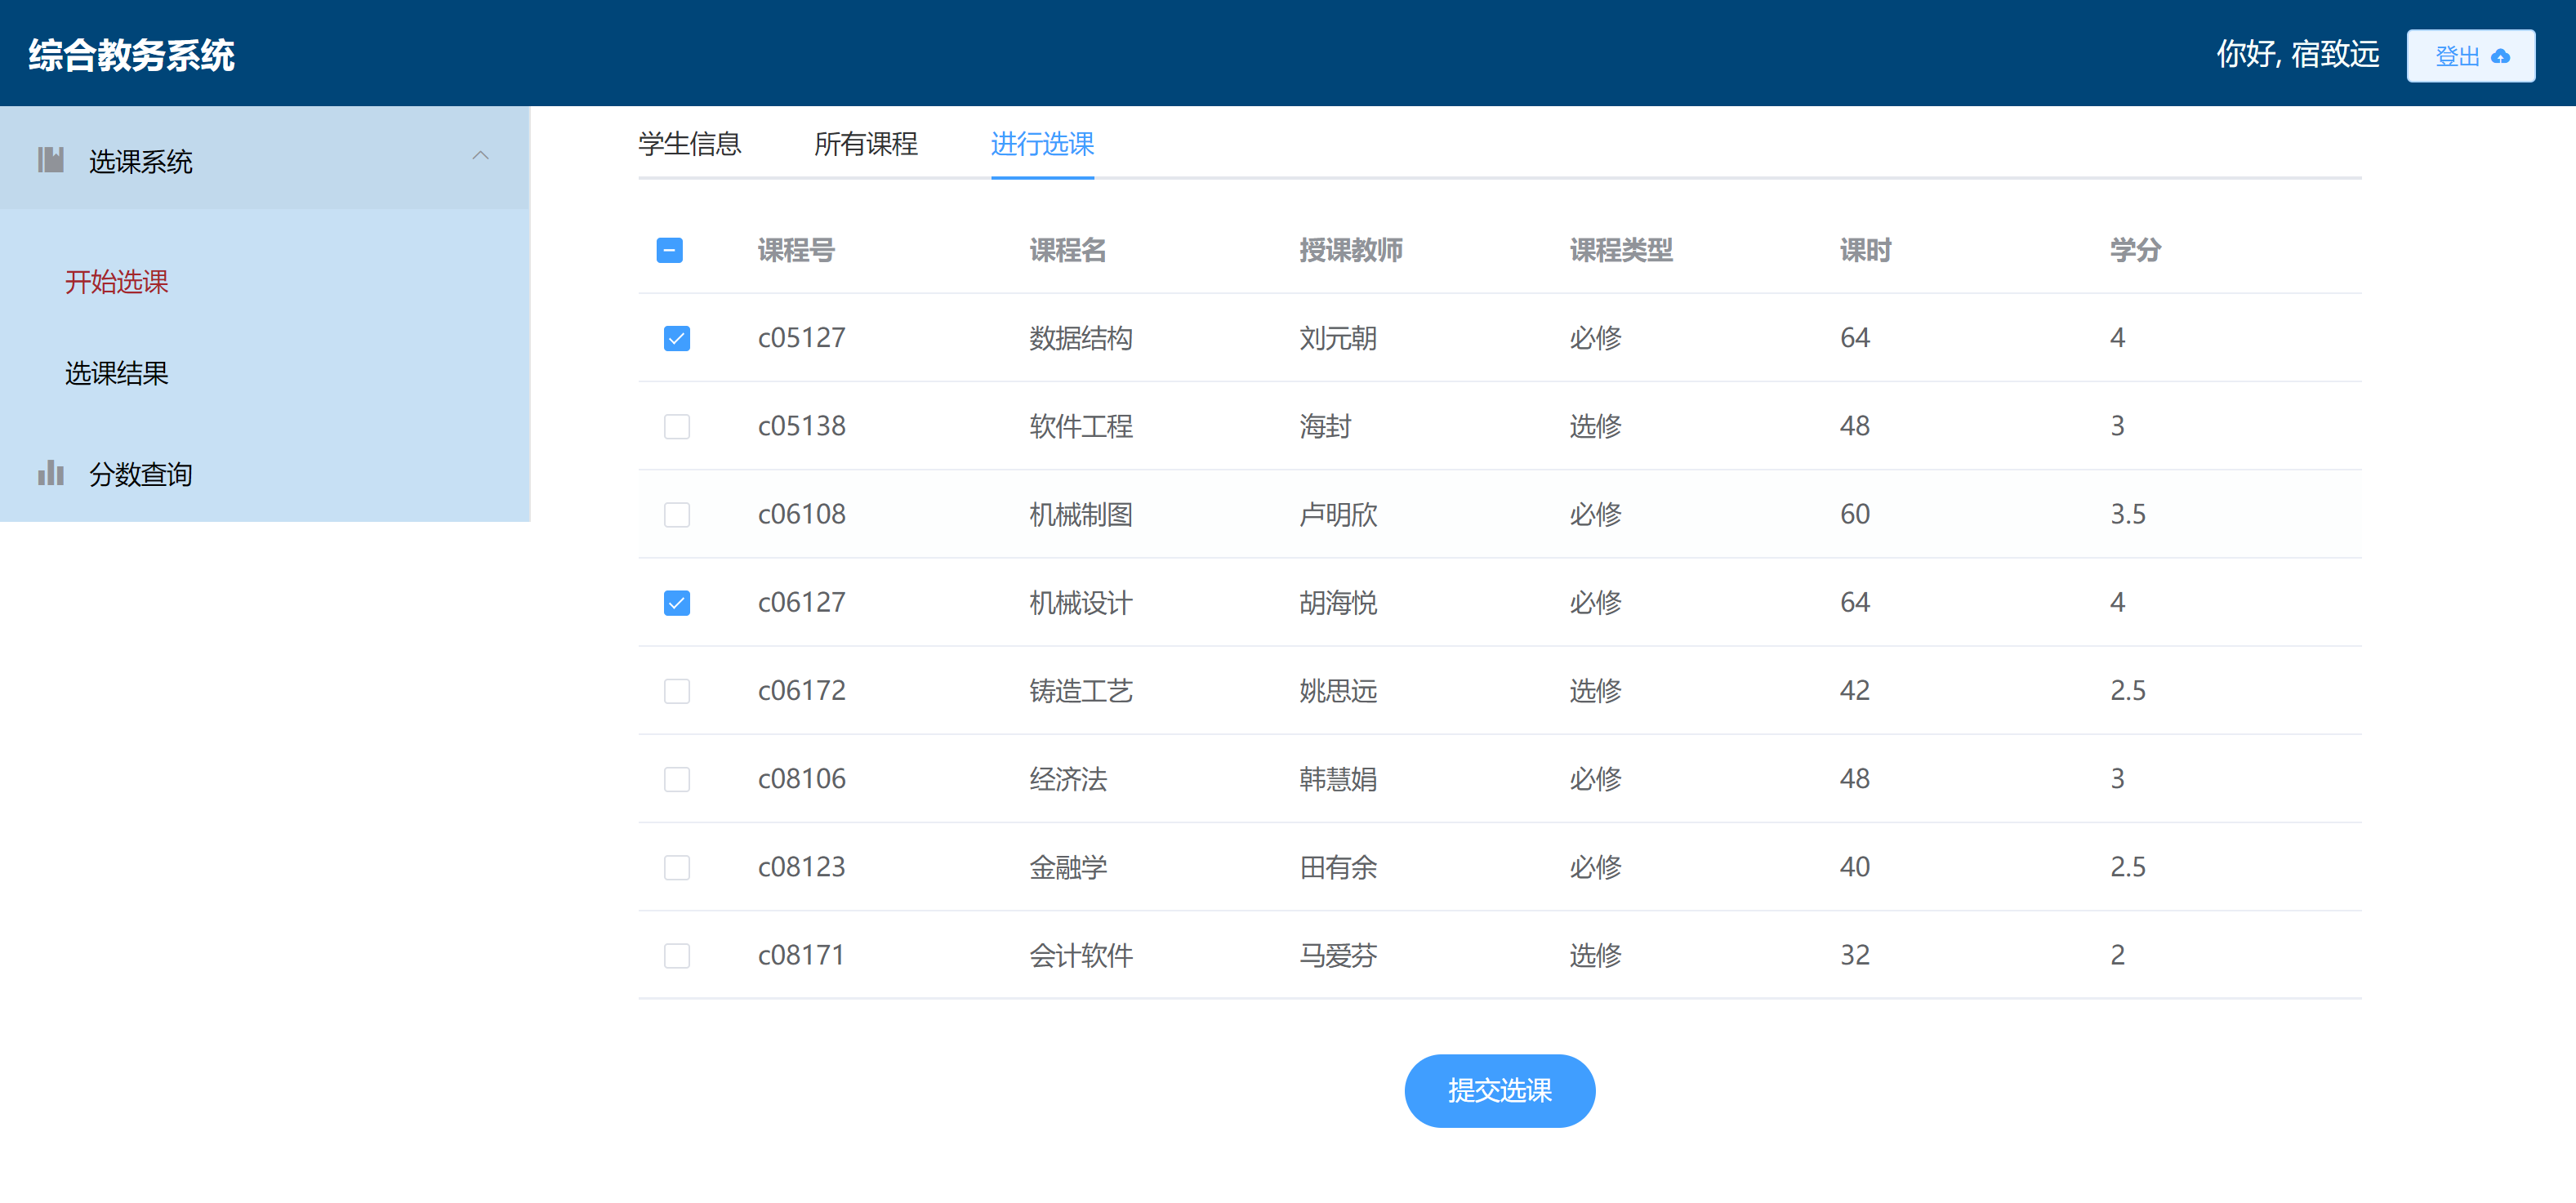 综合教务系统
你好, 宿致远 登出
选课系统
开始选课
选课结果
分数查询
学生信息 所有课程 进行选课
课程号 课程名 授课教师 课程类型 课时 学分
c05127 数据结构 刘元朝 必修 64 4
c05138 软件工程 海封 选修 48 3
c06108 机械制图 卢明欣 必修 60 3.5
c06127 机械设计 胡海悦 必修 64 4
c06172 铸造工艺 姚思远 选修 42 2.5
c08106 经济法 韩慧娟 必修 48 3
c08123 金融学 田有余 必修 40 2.5
c08171 会计软件 马爱芬 选修 32 2
提交选课